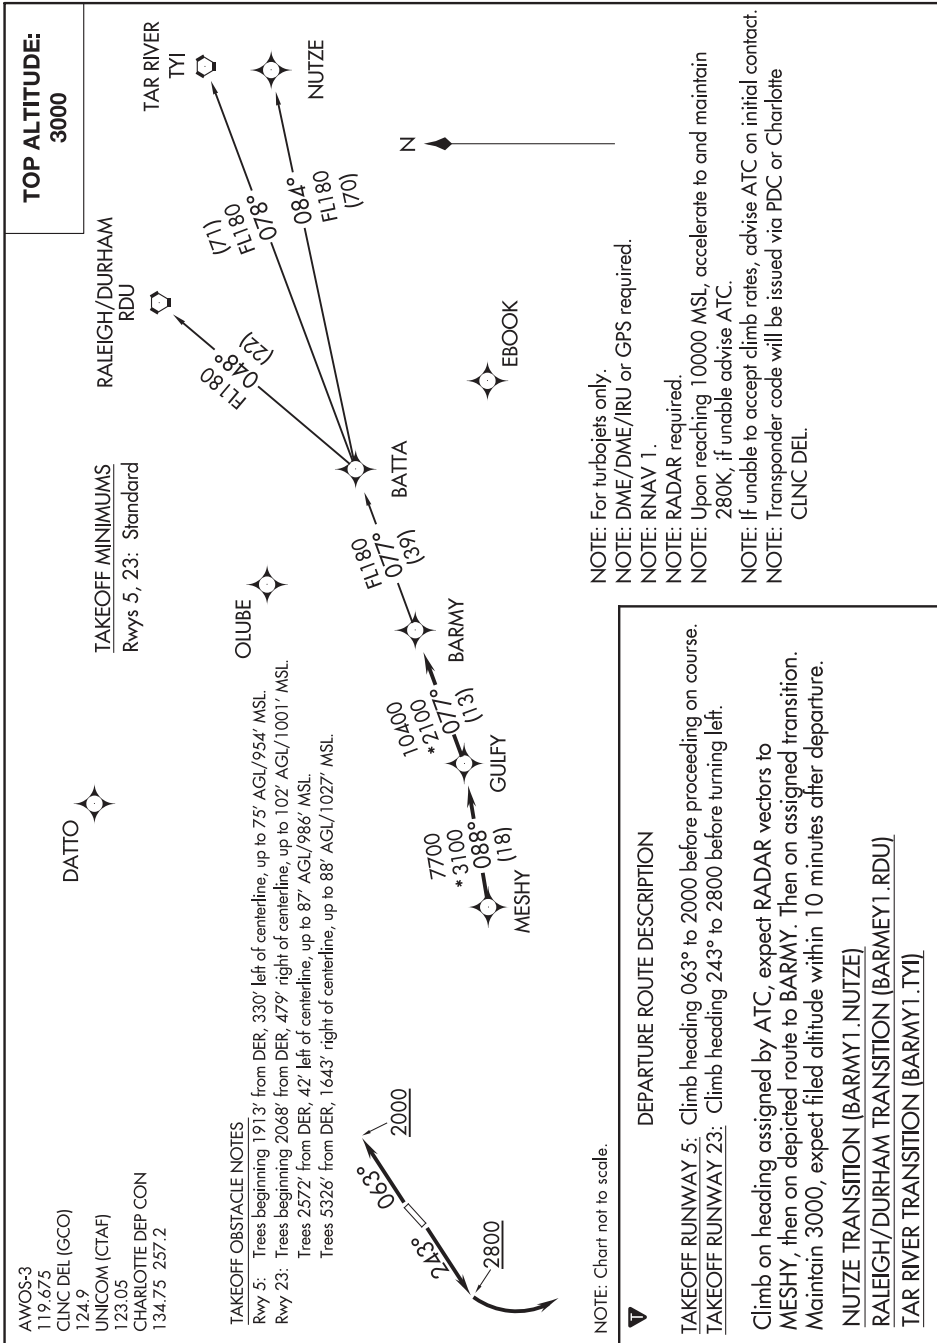 AWOS-3
119.675
CLNC DEL (GCO)
124.9
UNICOM (CTAF)
123.05
CHARLOTTE DEP CON
134.75 257.2
TOP ALTITUDE:
3000
TAKEOFF MINIMUMS
Rwys 5, 23: Standard
DATTO
OLUBE
RALEIGH/DURHAM
RDU
TAR RIVER
TYI
NUTZE
TAKEOFF OBSTACLE NOTES
Rwy 5: Trees beginning 1913' from DER, 330' left of centerline, up to 75' AGL/954' MSL.
Rwy 23: Trees beginning 2068' from DER, 479' right of centerline, up to 102' AGL/1001' MSL.
Trees 2572' from DER, 42' left of centerline, up to 87' AGL/986' MSL.
Trees 5326' from DER, 1643' right of centerline, up to 88' AGL/1027' MSL.
FL180
048°
(22)
(71)
FL180
078°
084°
FL180
(70)
N
FL180
077°
(39)
BATTA
EBOOK
10400
*2100
077°
(13)
BARMY
7700
*3100
088°
(18)
GULFY
MESHY
063°
2000
243°
2800
NOTE: Chart not to scale.
NOTE: For turbojets only.
NOTE: DME/DME/IRU or GPS required.
NOTE: RNAV 1.
NOTE: RADAR required.
NOTE: Upon reaching 10000 MSL, accelerate to and maintain
280K, if unable advise ATC.
NOTE: If unable to accept climb rates, advise ATC on initial contact.
NOTE: Transponder code will be issued via PDC or Charlotte
CLNC DEL.
T
DEPARTURE ROUTE DESCRIPTION
TAKEOFF RUNWAY 5: Climb heading 063° to 2000 before proceeding on course.
TAKEOFF RUNWAY 23: Climb heading 243° to 2800 before turning left.
Climb on heading assigned by ATC, expect RADAR vectors to
MESHY, then on depicted route to BARMY. Then on assigned transition.
Maintain 3000, expect filed altitude within 10 minutes after departure.
NUTZE TRANSITION (BARMY1.NUTZE)
RALEIGH/DURHAM TRANSITION (BARMEY1.RDU)
TAR RIVER TRANSITION (BARMY1.TYI)